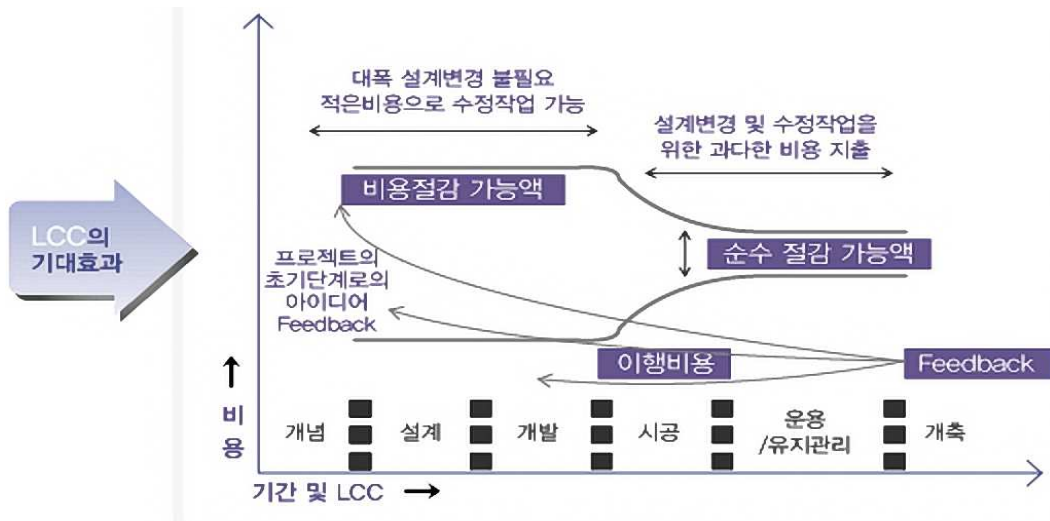 LCC의
기대효과
대폭 설계변경 불필요
적은비용으로 수정작업 가능
설계변경 및 수정작업을
위한 과다한 비용 지출
비용절감 가능액
순수 절감 가능액
프로젝트의
초기단계로의
아이디어
Feedback
이행비용
Feedback
비
용
개념
설계
개발
시공
운용
/유지관리
개축
기간 및 LCC